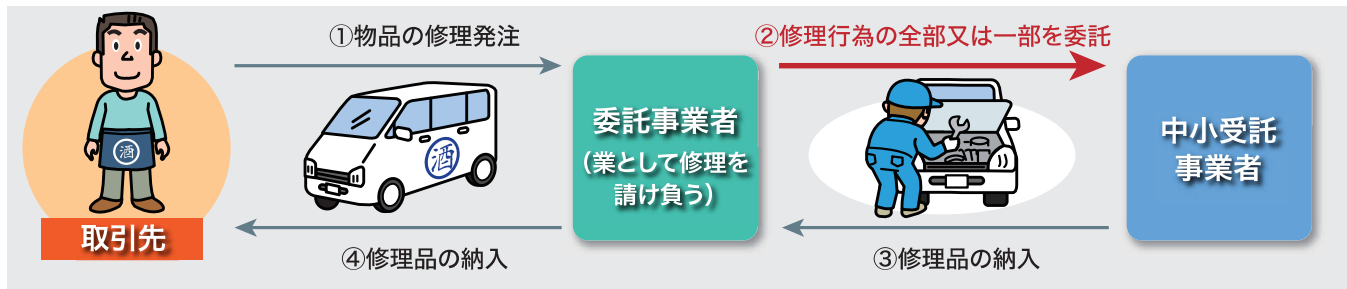 ①物品の修理発注
②修理行為の全部又は一部を委託
酒
取引先
酒
委託事業者
（業として修理を
請け負う）
中小受託
事業者
④修理品の納入
③修理品の納入